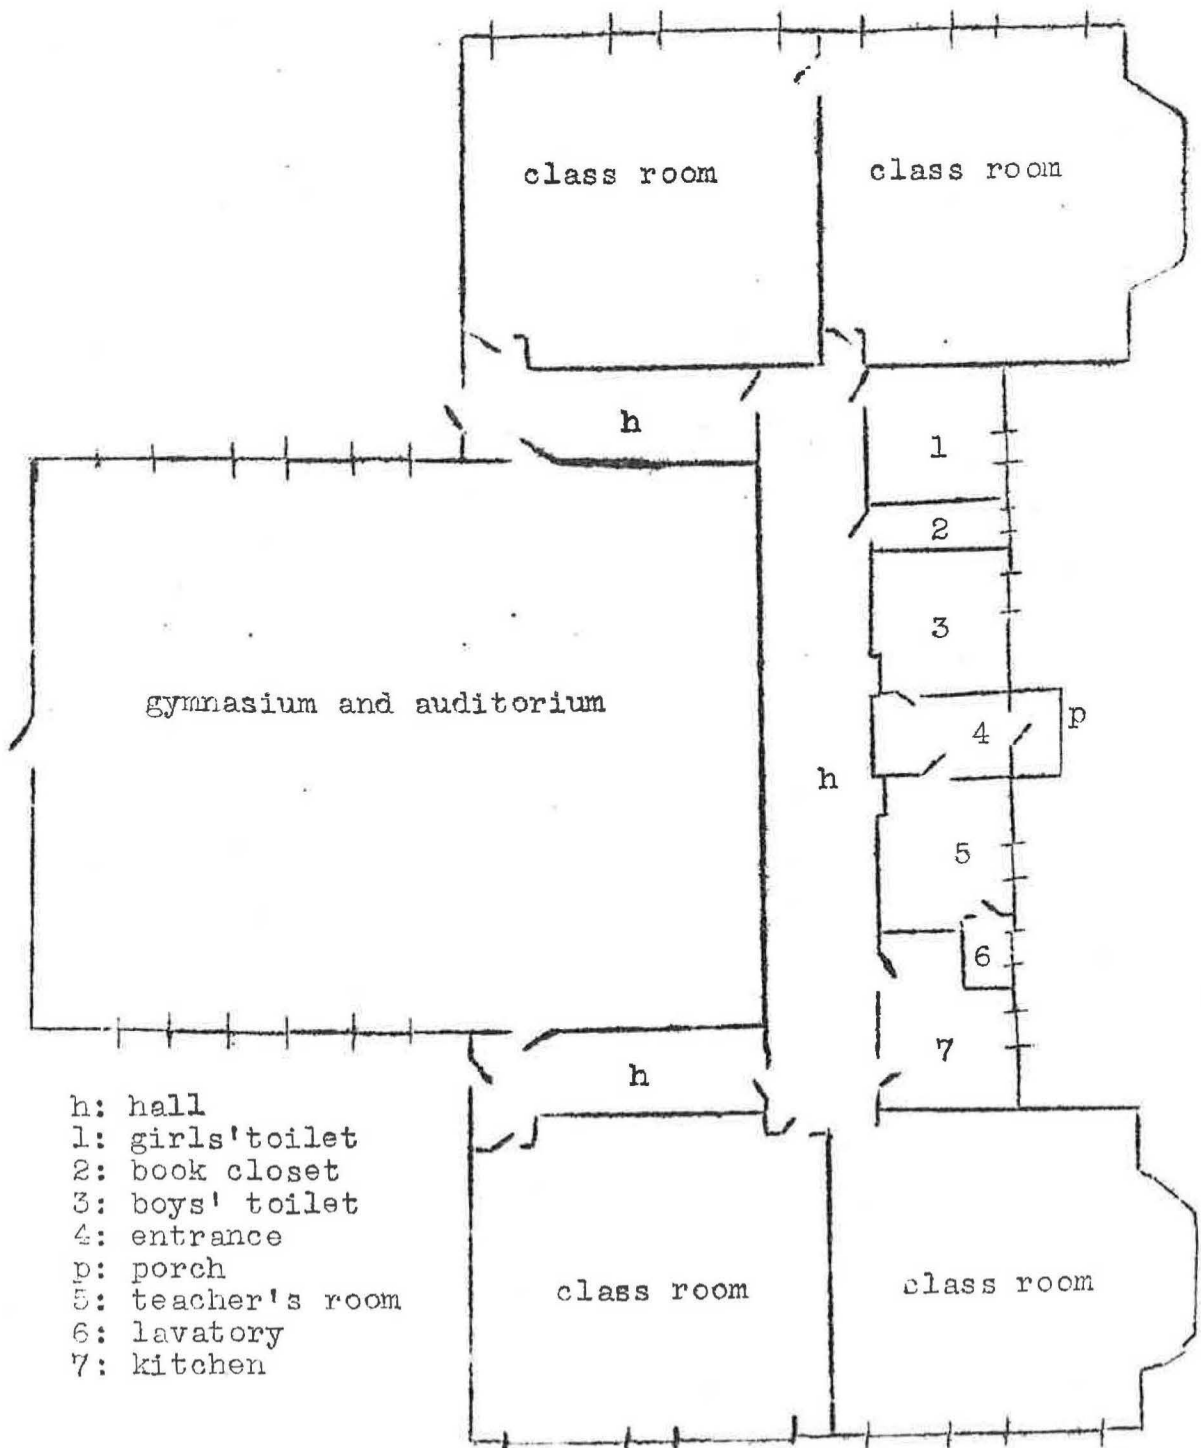 class room
class room
h
1
2
3
gymnasium and auditorium
4
p
h
5
6
7
h
h: hall
1: girls'toilet
2: book closet
3: boys' toilet
4: entrance
p: porch
5: teacher's room
6: lavatory
7: kitchen
class room
class room